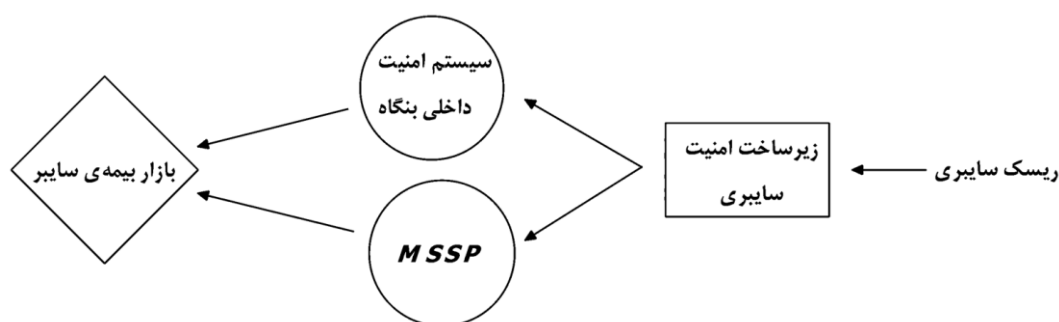 ریسک سایبری
زیرساخت امنیت
سایبری
سیستم امنیت
داخلی بنگاه
MSSP
بازار بیمه‌ی سایبر